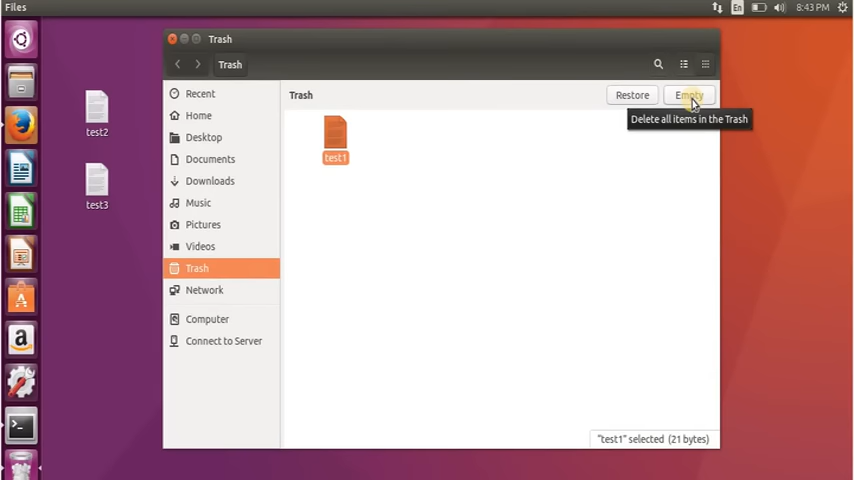 Files
En
8:43 PM
Trash
Trash
Recent
Home
Desktop
Documents
Downloads
Music
Pictures
Videos
Trash
Network
Computer
Connect to Server
Trash
Restore
Empty
Delete all items in the Trash
test1
"test1" selected (21 bytes)
test2
test3